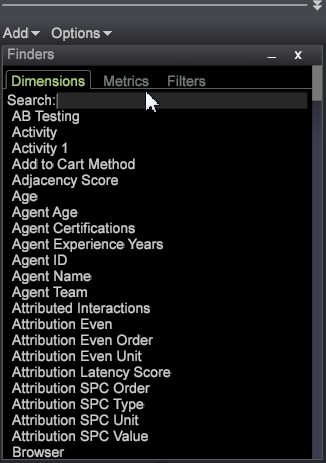 Add Options
Finders
Dimensions Metrics Filters
Search:
AB Testing
Activity
Activity 1
Add to Cart Method
Adjacency Score
Age
Agent Age
Agent Certifications
Agent Experience Years
Agent ID
Agent Name
Agent Team
Attributed Interactions
Attribution Even
Attribution Even Order
Attribution Even Unit
Attribution Latency Score
Attribution SPC Order
Attribution SPC Type
Attribution SPC Unit
Attribution SPC Value
Browser